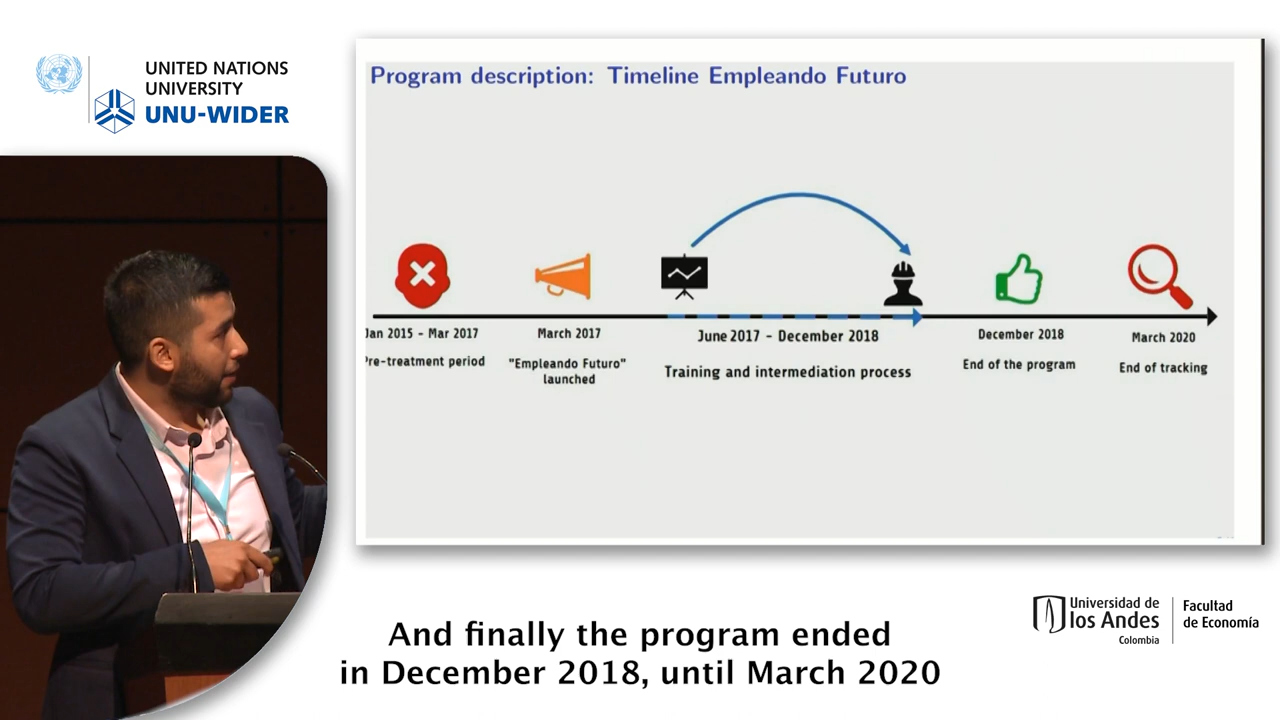 UNITED NATIONS
UNIVERSITY
UNU-WIDER
Program description: Timeline Empleando Futuro
Jan 2015 - Mar 2017
Pre-treatment period
March 2017
"Empleando Futuro"
launched
June 2017 - December 2018
Training and intermediation process
December 2018
End of the program
March 2020
End of tracking
Universidad de
los Andes
Colombia
Facultad
de Economía
And finally the program ended
in December 2018, until March 2020